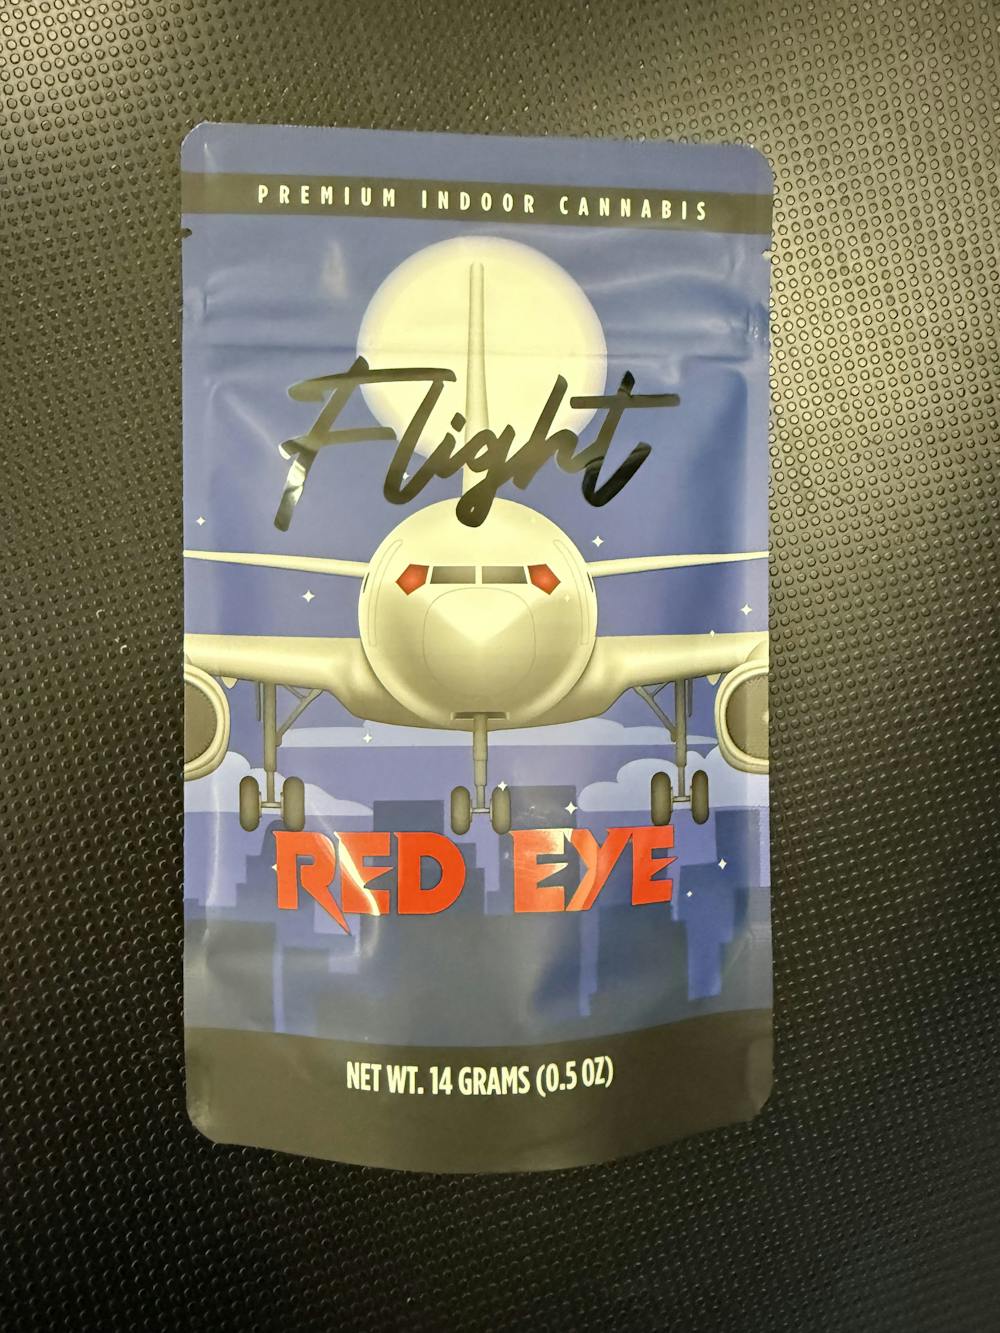 PREMIUM INDOOR CANNABIS
Flight
RED EYE
NET WT. 14 GRAMS (0.5 OZ)